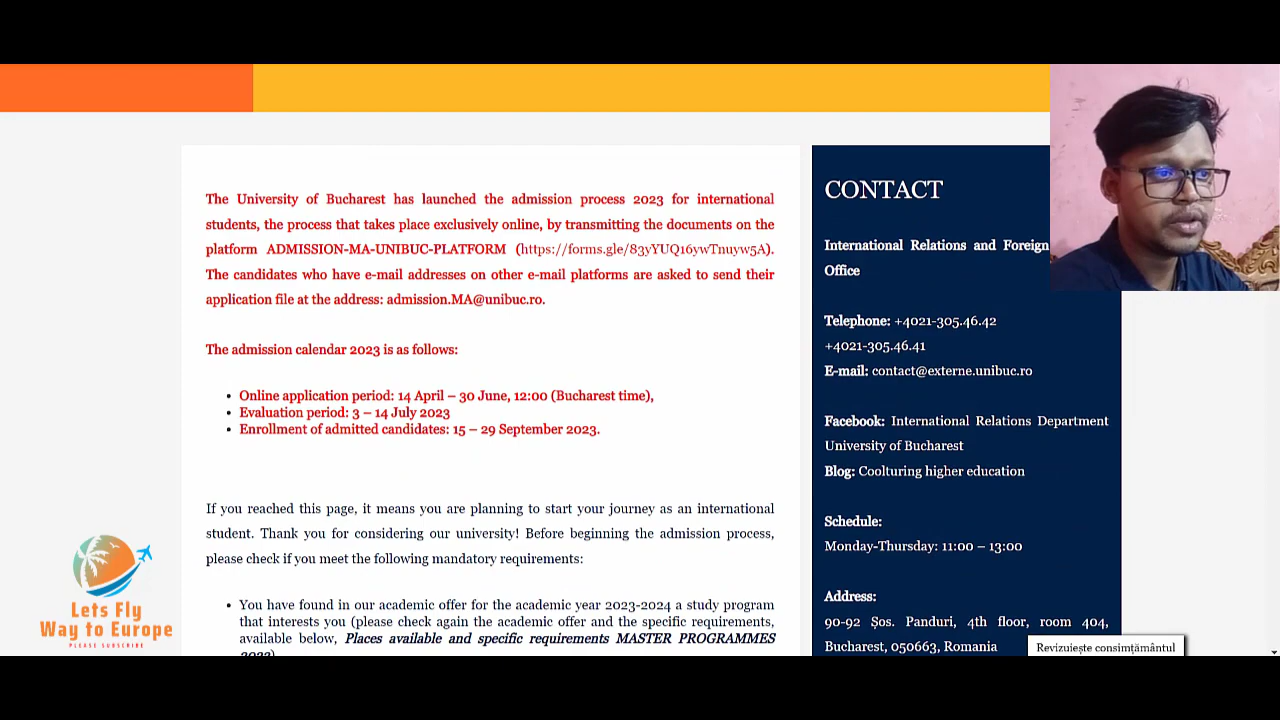 The University of Bucharest has launched the admission process 2023 for international
students, the process that takes place exclusively online, by transmitting the documents on the
platform ADMISSION-MA-UNIBUC-PLATFORM (https://forms.gle/83yYUQ16ywTnuyw5A).
The candidates who have e-mail addresses on other e-mail platforms are asked to send their
application file at the address: admission.MA@unibuc.ro.
The admission calendar 2023 is as follows:
• Online application period: 14 April – 30 June, 12:00 (Bucharest time),
• Evaluation period: 3 – 14 July 2023
• Enrollment of admitted candidates: 15 – 29 September 2023.
If you reached this page, it means you are planning to start your journey as an international
student. Thank you for considering our university! Before beginning the admission process,
please check if you meet the following mandatory requirements:
• You have found in our academic offer for the academic year 2023-2024 a study program
that interests you (please check again the academic offer and the specific requirements,
available below, Places available and specific requirements MASTER PROGRAMMES
2023)
CONTACT
International Relations and Foreign
Office
Telephone: +4021-305.46.42
+4021-305.46.41
E-mail: contact@externe.unibuc.ro
Facebook: International Relations Department
University of Bucharest
Blog: Coolturing higher education
Schedule:
Monday-Thursday: 11:00 – 13:00
Address:
90-92 Șos. Panduri, 4th floor, room 404,
Bucharest, 050663, Romania
Revizuiește consimțământul
Lets Fly
Way to Europe
PLEASE SUBSCRIBE